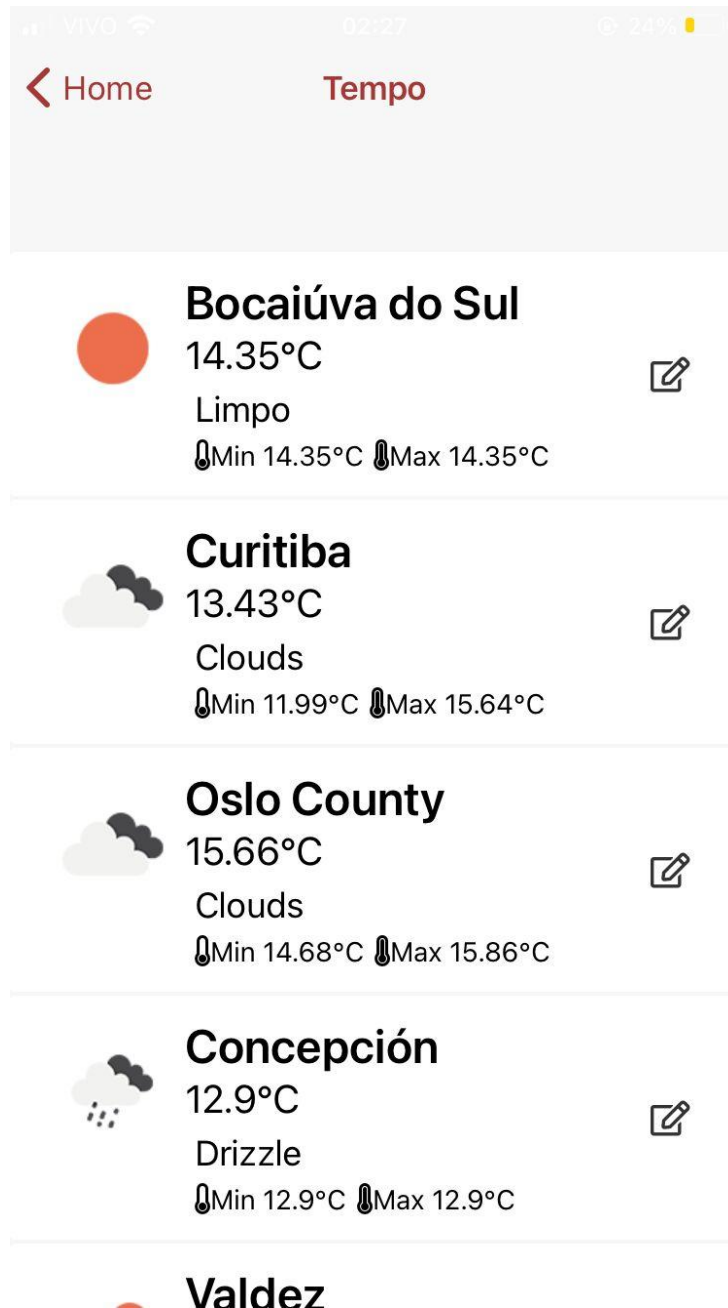 VIVO 02:27 24%
Home Tempo
Bocaiúva do Sul
14.35°C
Limpo
Min 14.35°C Max 14.35°C
Curitiba
13.43°C
Clouds
Min 11.99°C Max 15.64°C
Oslo County
15.66°C
Clouds
Min 14.68°C Max 15.86°C
Concepción
12.9°C
Drizzle
Min 12.9°C Max 12.9°C
Valdez